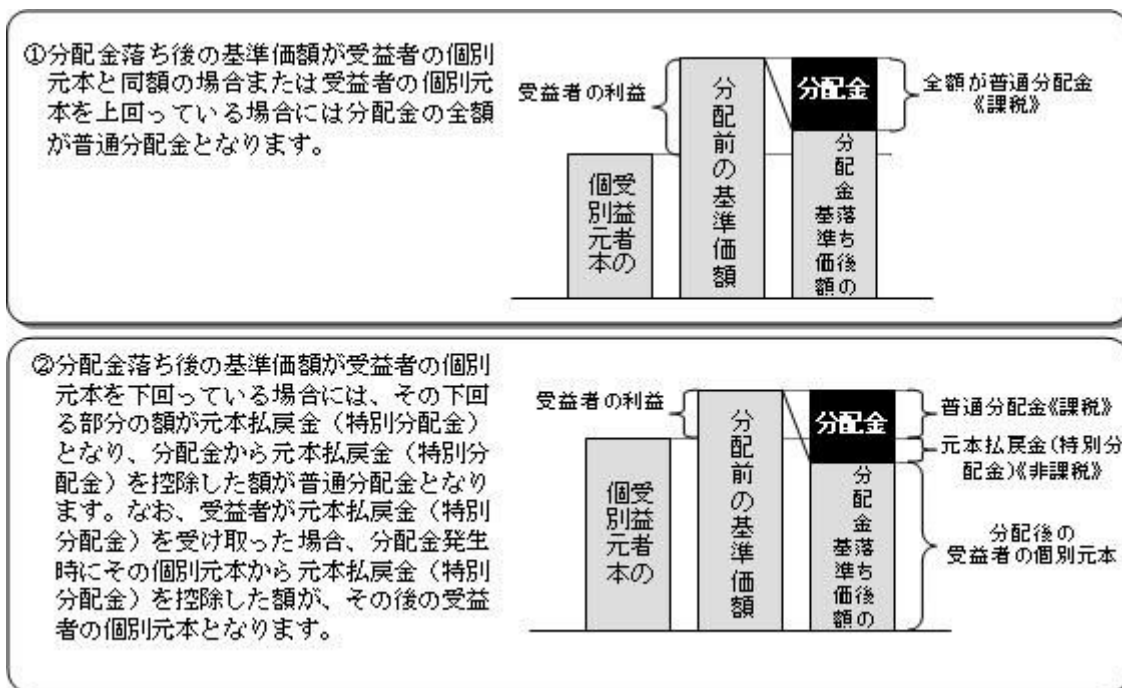 ①分配金落ち後の基準価額が受益者の個別
元本と同額の場合または受益者の個別元
本を上回っている場合には分配金の全額
が普通分配金となります。
受益者の利益
受益者の
個別元本
分配前の基準価額
分配金
分配金落ち後の
基準価額
全額が普通分配金
《課税》
②分配金落ち後の基準価額が受益者の個別
元本を下回っている場合には、その下回
る部分の額が元本払戻金（特別分配金）
となり、分配金から元本払戻金（特別分
配金）を控除した額が普通分配金となり
ます。なお、受益者が元本払戻金（特別
分配金）を受け取った場合、分配金発生
時にその個別元本から元本払戻金（特別
分配金）を控除した額が、その後の受益
者の個別元本となります。
受益者の利益
受益者の
個別元本
分配前の基準価額
分配金
分配金落ち後の
基準価額
普通分配金《課税》
元本払戻金(特別分
配金)《非課税》
分配後の
受益者の個別元本